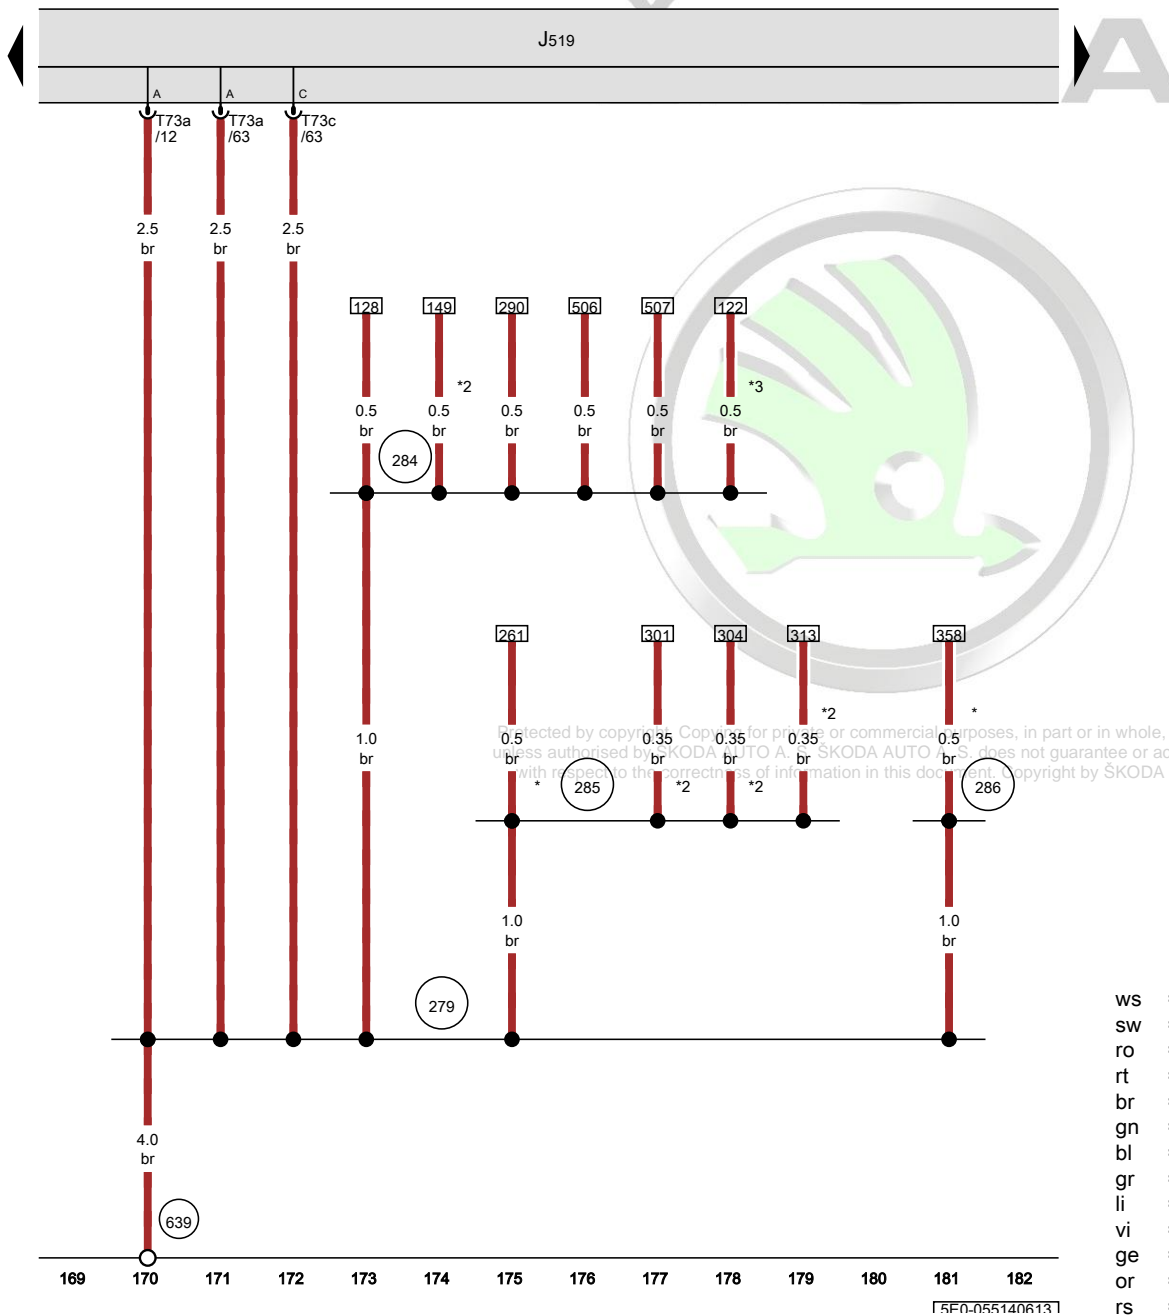 J519
A A C
T73a /12 T73a /63 T73c /63
2.5 br 2.5 br 2.5 br
128 149 290 506 507 122
*2 *3
0.5 0.5 0.5 0.5 0.5 0.5
br br br br br br
284
261 301 304 313 358
*2 *
Protected by copyright. Copying for private or commercial purposes, in part or in whole,
unless authorised by ŠKODA AUTO A. S. ŠKODA AUTO A. S. does not guarantee or ac
with respect to the correctness of information in this document. Copyright by ŠKODA
1.0 0.5 0.35 0.35 0.35 0.5
br br br br br br
* 285 *2 *2 286
1.0 1.0
br br
279
ws
sw
ro
rt
br
gn
bl
gr
li
vi
ge
or
rs
4.0
br
639
169 170 171 172 173 174 175 176 177 178 179 180 181 182
5E0-055140613